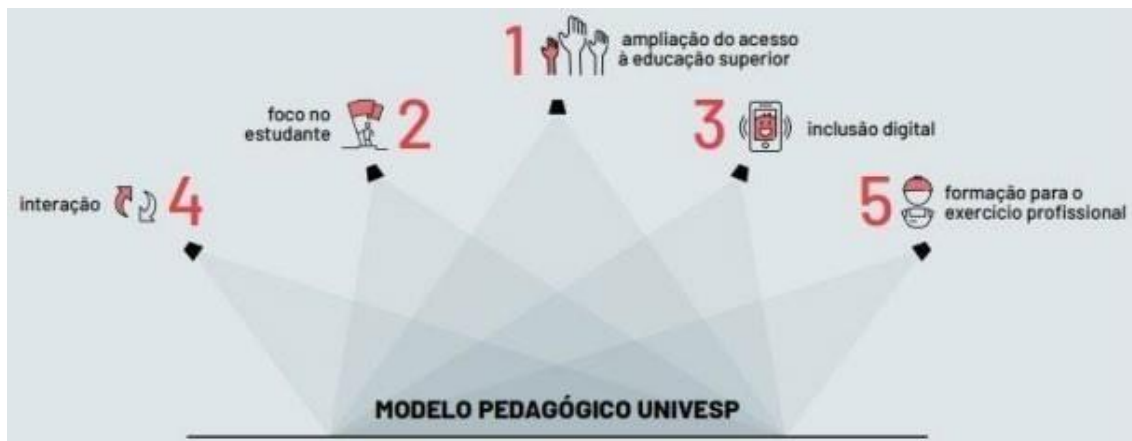 1
ampliação do acesso
à educação superior
foco no
estudante
2
3
inclusão digital
interação
4
5
formação para o
exercício profissional
MODELO PEDAGÓGICO UNIVESP